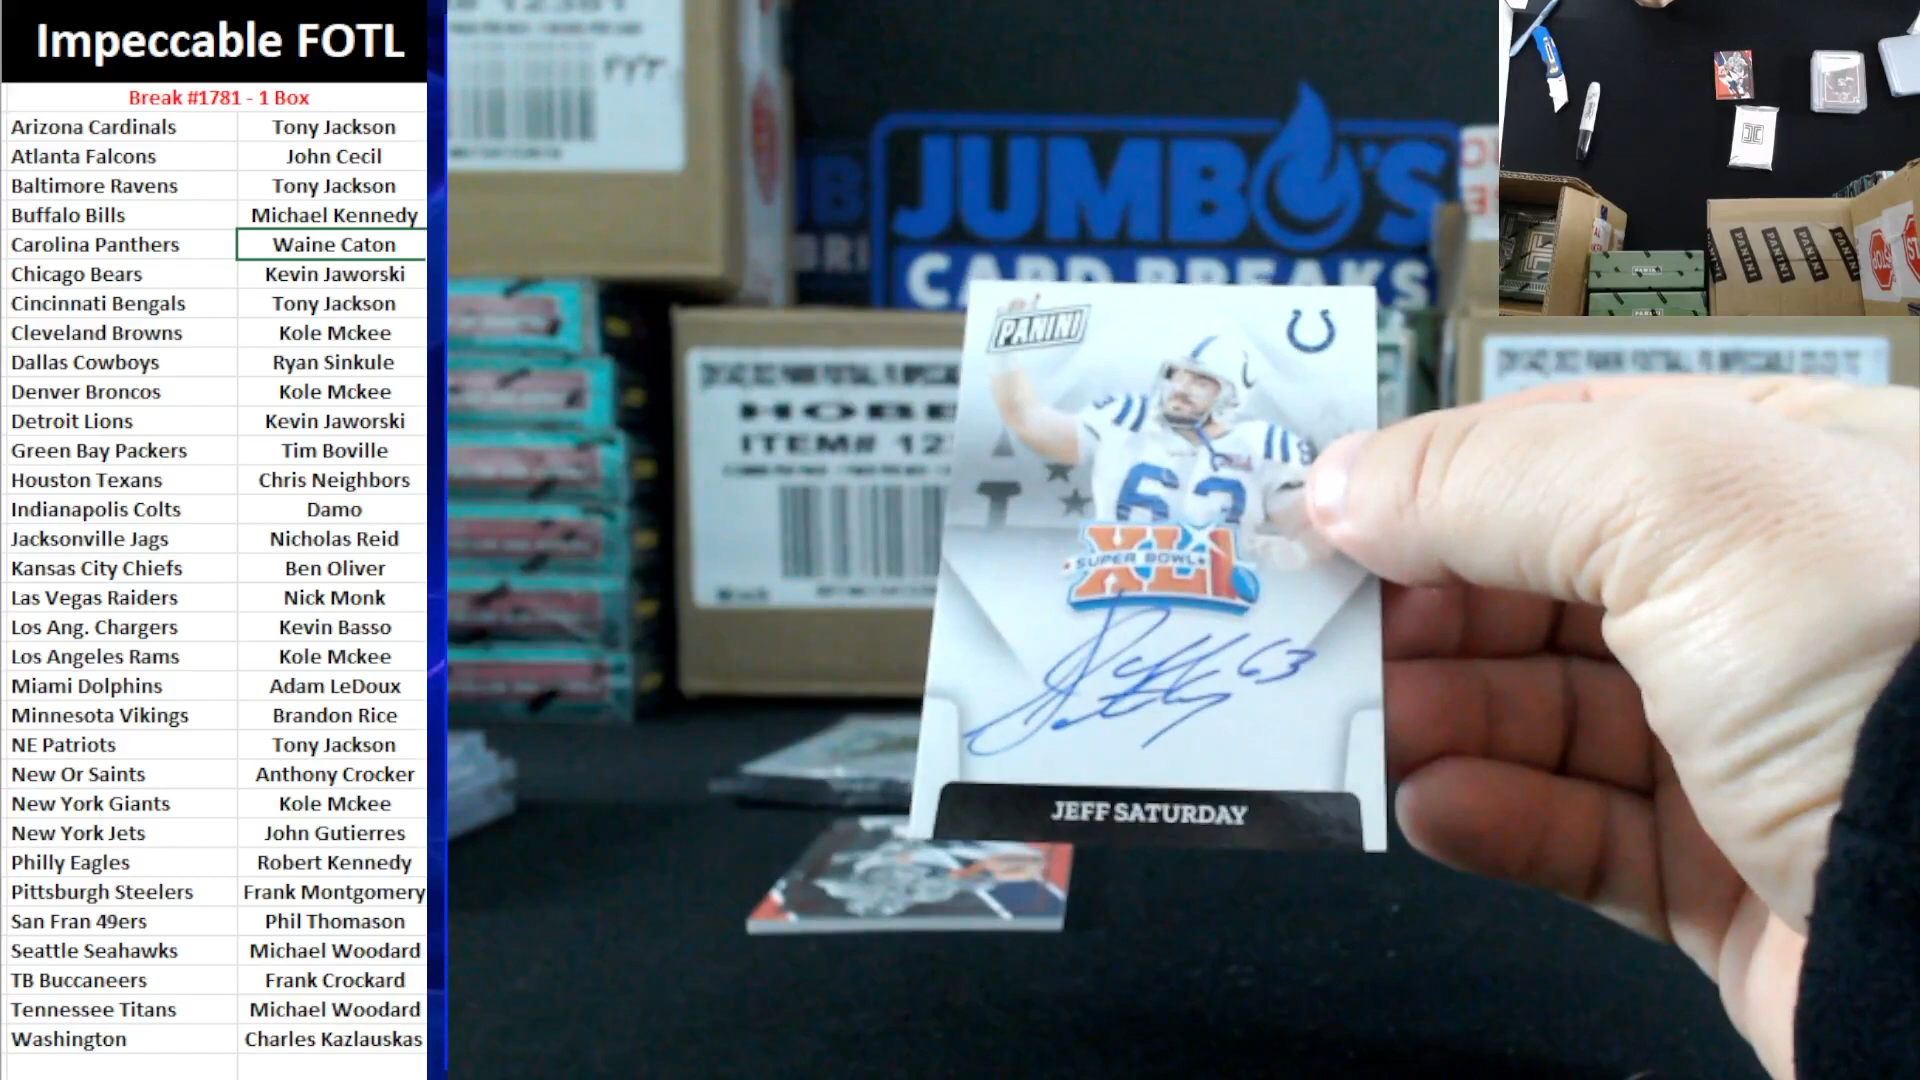 Impeccable FOTL
Break #1781 - 1 Box
Arizona Cardinals Tony Jackson
Atlanta Falcons John Cecil
Baltimore Ravens Tony Jackson
Buffalo Bills Michael Kennedy
Carolina Panthers Waine Caton
Chicago Bears Kevin Jaworski
Cincinnati Bengals Tony Jackson
Cleveland Browns Kole Mckee
Dallas Cowboys Ryan Sinkule
Denver Broncos Kole Mckee
Detroit Lions Kevin Jaworski
Green Bay Packers Tim Boville
Houston Texans Chris Neighbors
Indianapolis Colts Damo
Jacksonville Jags Nicholas Reid
Kansas City Chiefs Ben Oliver
Las Vegas Raiders Nick Monk
Los Ang. Chargers Kevin Basso
Los Angeles Rams Kole Mckee
Miami Dolphins Adam LeDoux
Minnesota Vikings Brandon Rice
NE Patriots Tony Jackson
New Or Saints Anthony Crocker
New York Giants Kole Mckee
New York Jets John Gutierres
Philly Eagles Robert Kennedy
Pittsburgh Steelers Frank Montgomery
San Fran 49ers Phil Thomason
Seattle Seahawks Michael Woodard
TB Buccaneers Frank Crockard
Tennessee Titans Michael Woodard
Washington Charles Kazlauskas
JUMBO'S
CARD BREAKS
HOBB
ITEM# 12
PANINI
63
SUPER BOWL
XLI
63
JEFF SATURDAY
PANINI PANINI PANINI PANINI
STOP